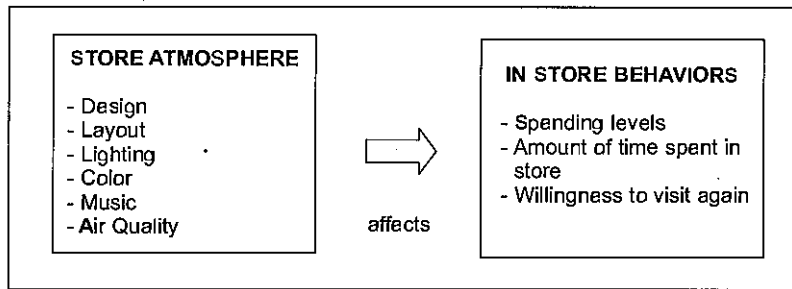 STORE ATMOSPHERE
- Design
- Layout
- Lighting
- Color
- Music
- Air Quality
affects
IN STORE BEHAVIORS
- Spending levels
- Amount of time spent in
store
- Willingness to visit again